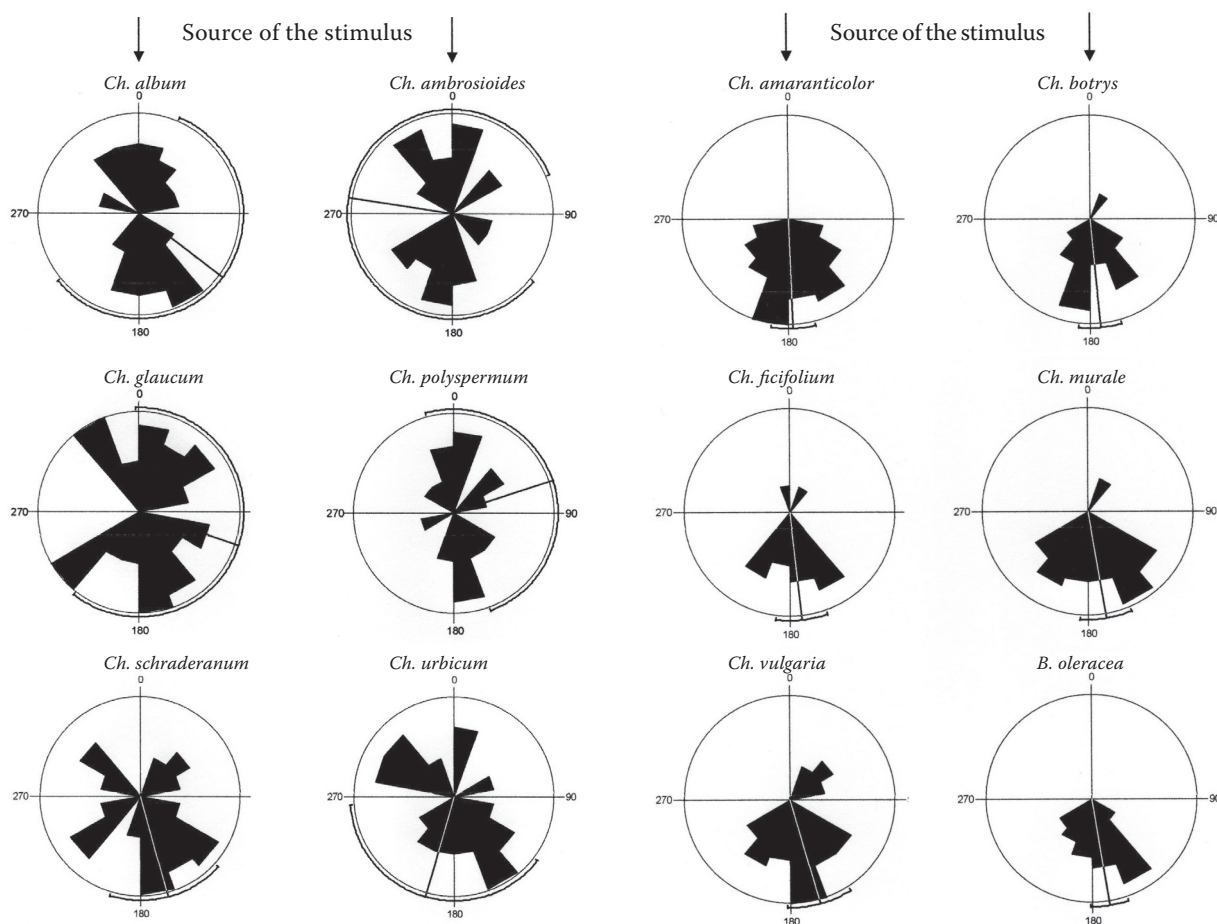 Source of the stimulus
Source of the stimulus
Ch. album
Ch. ambrosioides
Ch. amaranticolor
Ch. botrys
0
0
0
0
270
270
90
270
270
90
180
180
180
180
Ch. glaucum
Ch. polyspermum
Ch. ficifolium
Ch. murale
0
0
0
0
270
270
90
270
270
180
180
180
180
Ch. schraderanum
Ch. urbicum
Ch. vulgaria
B. oleracea
0
0
0
0
270
270
90
270
270
90
180
180
180
180